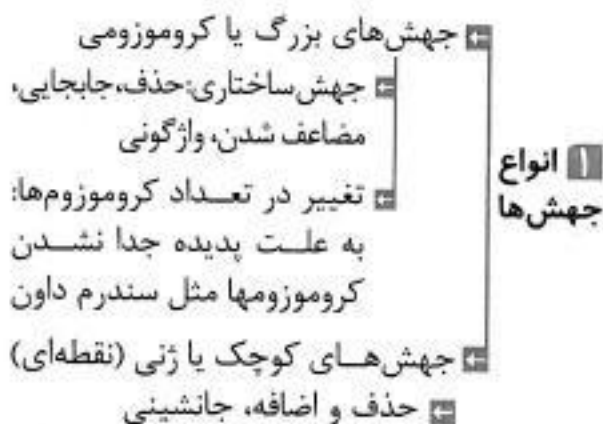 ۱ انواع
جهش‌ها
جهش‌های بزرگ یا کروموزومی
جهش ساختاری: حذف، جابجایی،
مضاعف شدن، واژگونی
تغییر در تعداد کروموزوم‌ها:
به علت پدیده جدا نشدن
کروموزومها مثل سندرم داون
جهش‌های کوچک یا ژنی (نقطه‌ای)
حذف و اضافه، جانشینی